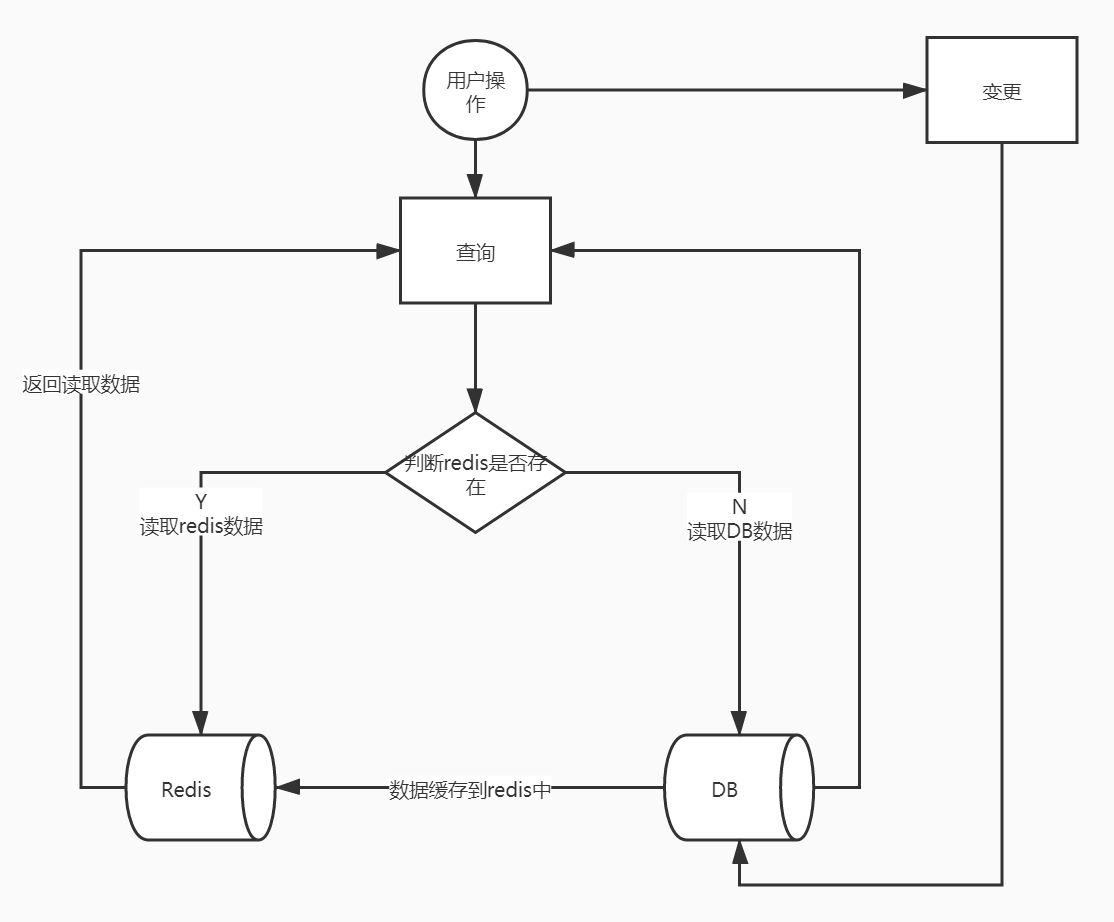 用户操
作
变更
查询
返回读取数据
判断redis是否存
在
Y
读取redis数据
N
读取DB数据
Redis
数据缓存到redis中
DB